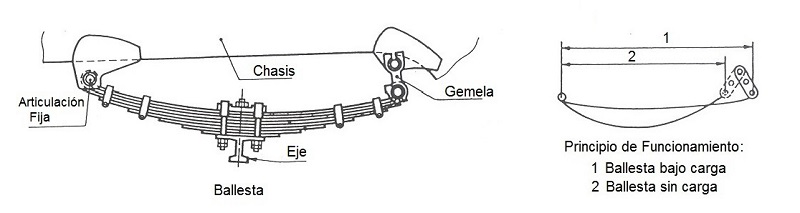 Chasis
Articulación
Fija
Gemela
Eje
Ballesta
1
2
Principio de Funcionamiento:
1 Ballesta bajo carga
2 Ballesta sin carga